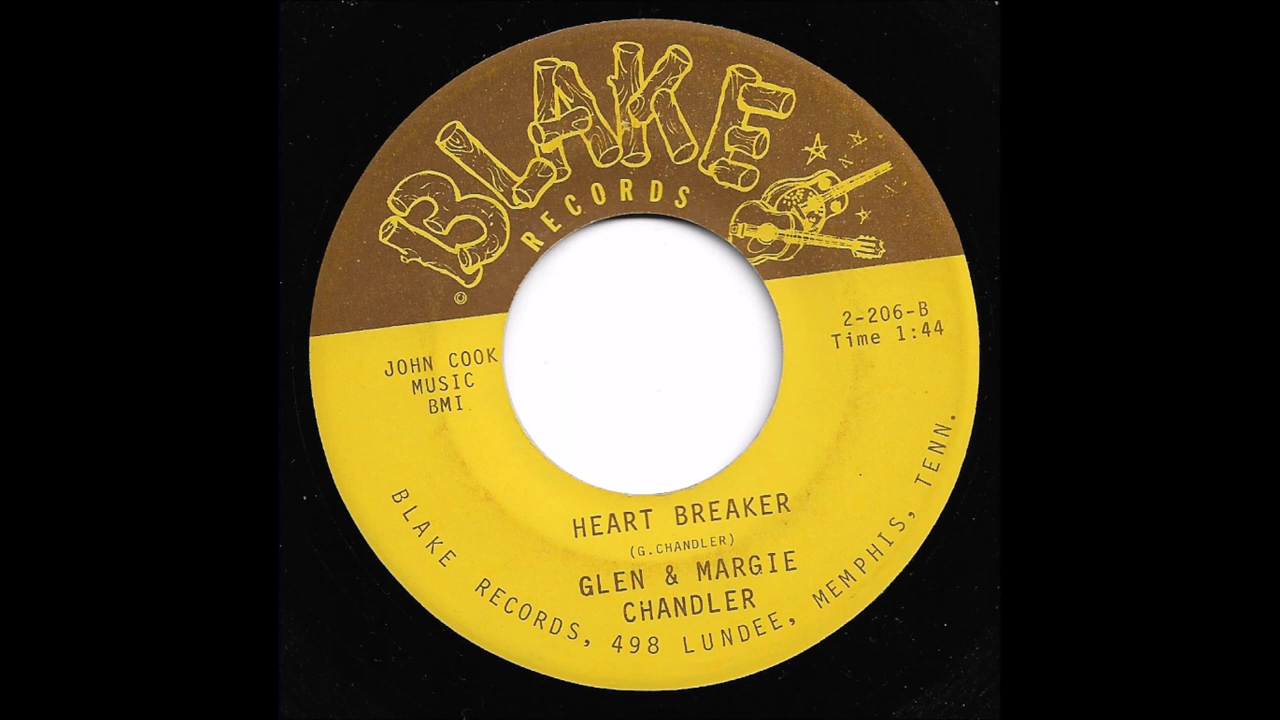 BLAKE
RECORDS
©
2-206-B
Time 1:44
JOHN COOK
MUSIC
BMI
HEART BREAKER
(G.CHANDLER)
GLEN & MARGIE
CHANDLER
BLAKE RECORDS, 498 LUNDEE, MEMPHIS, TENN.